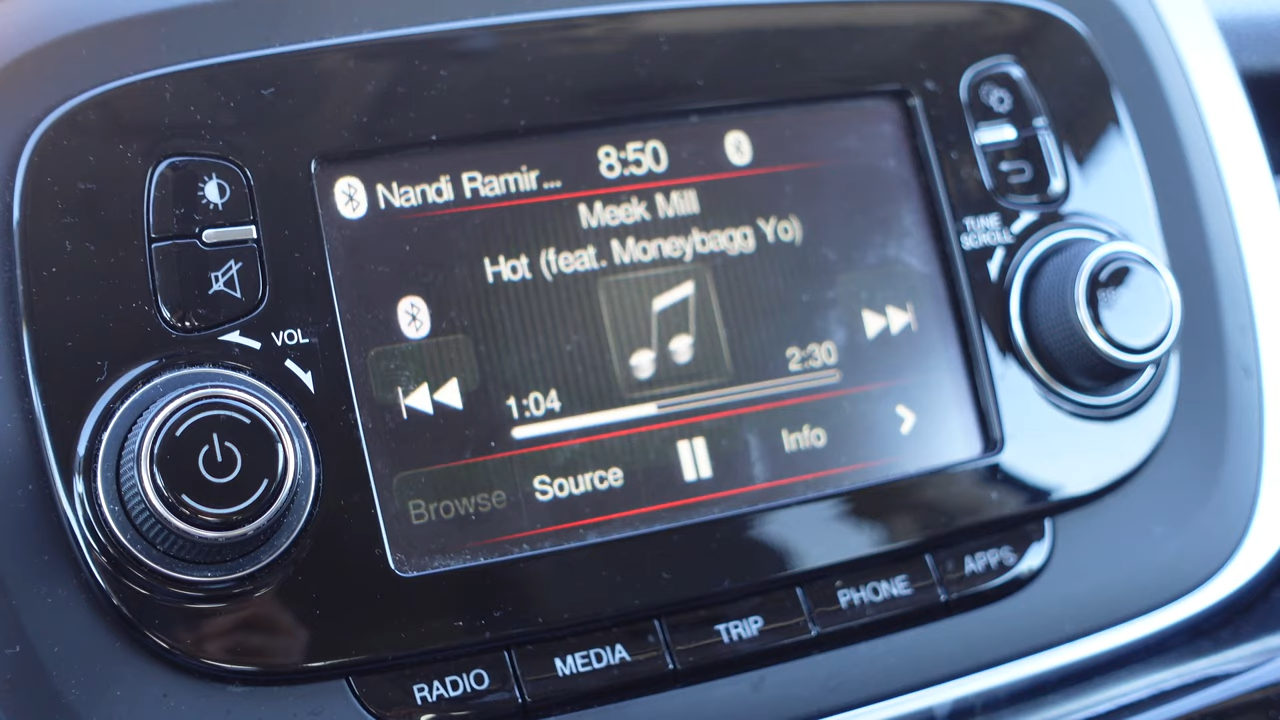 Nandi Ramir... 8:50
Meek Mill
Hot (feat. Moneybagg Yo)
1:04 2:30
Browse Source Info
VOL
TUNE
SCROLL
RADIO MEDIA TRIP PHONE APPS